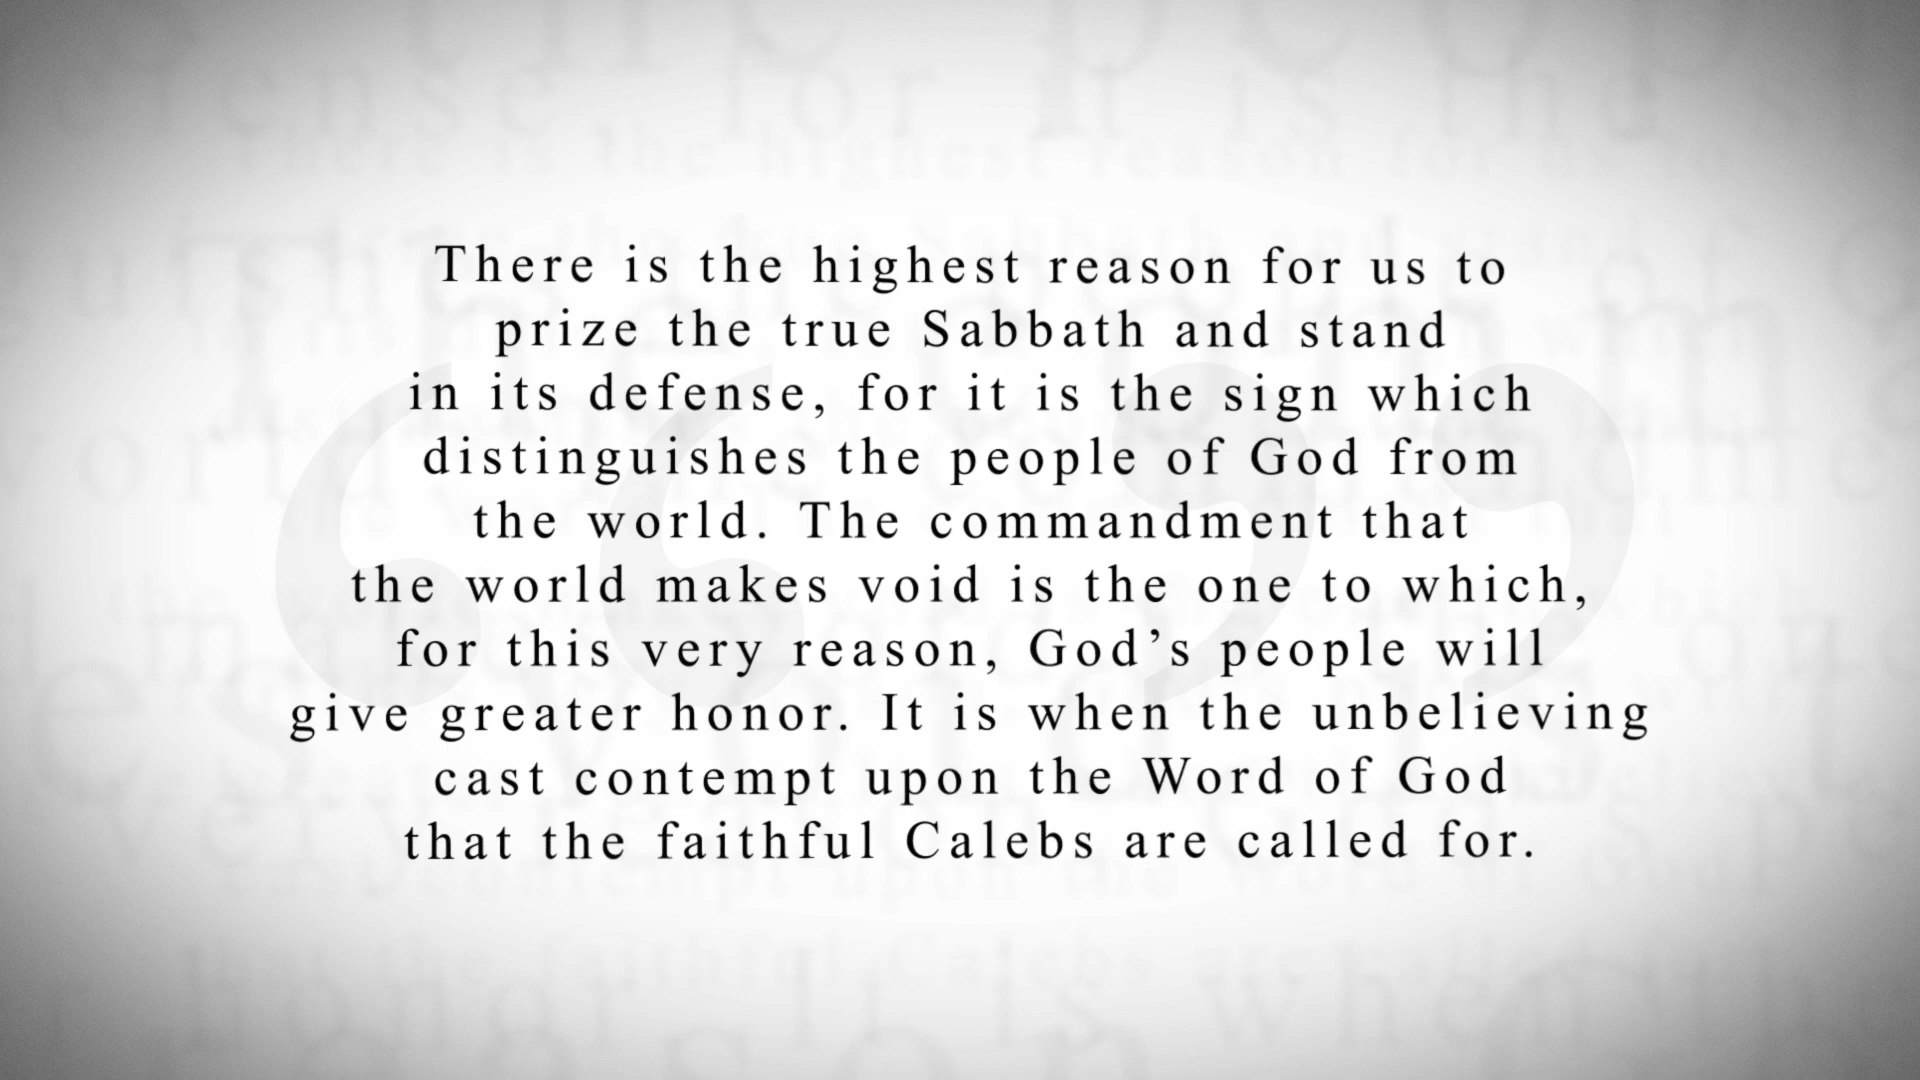 There is the highest reason for us to
prize the true Sabbath and stand
in its defense, for it is the sign which
distinguishes the people of God from
the world. The commandment that
the world makes void is the one to which,
for this very reason, God’s people will
give greater honor. It is when the unbelieving
cast contempt upon the Word of God
that the faithful Calebs are called for.